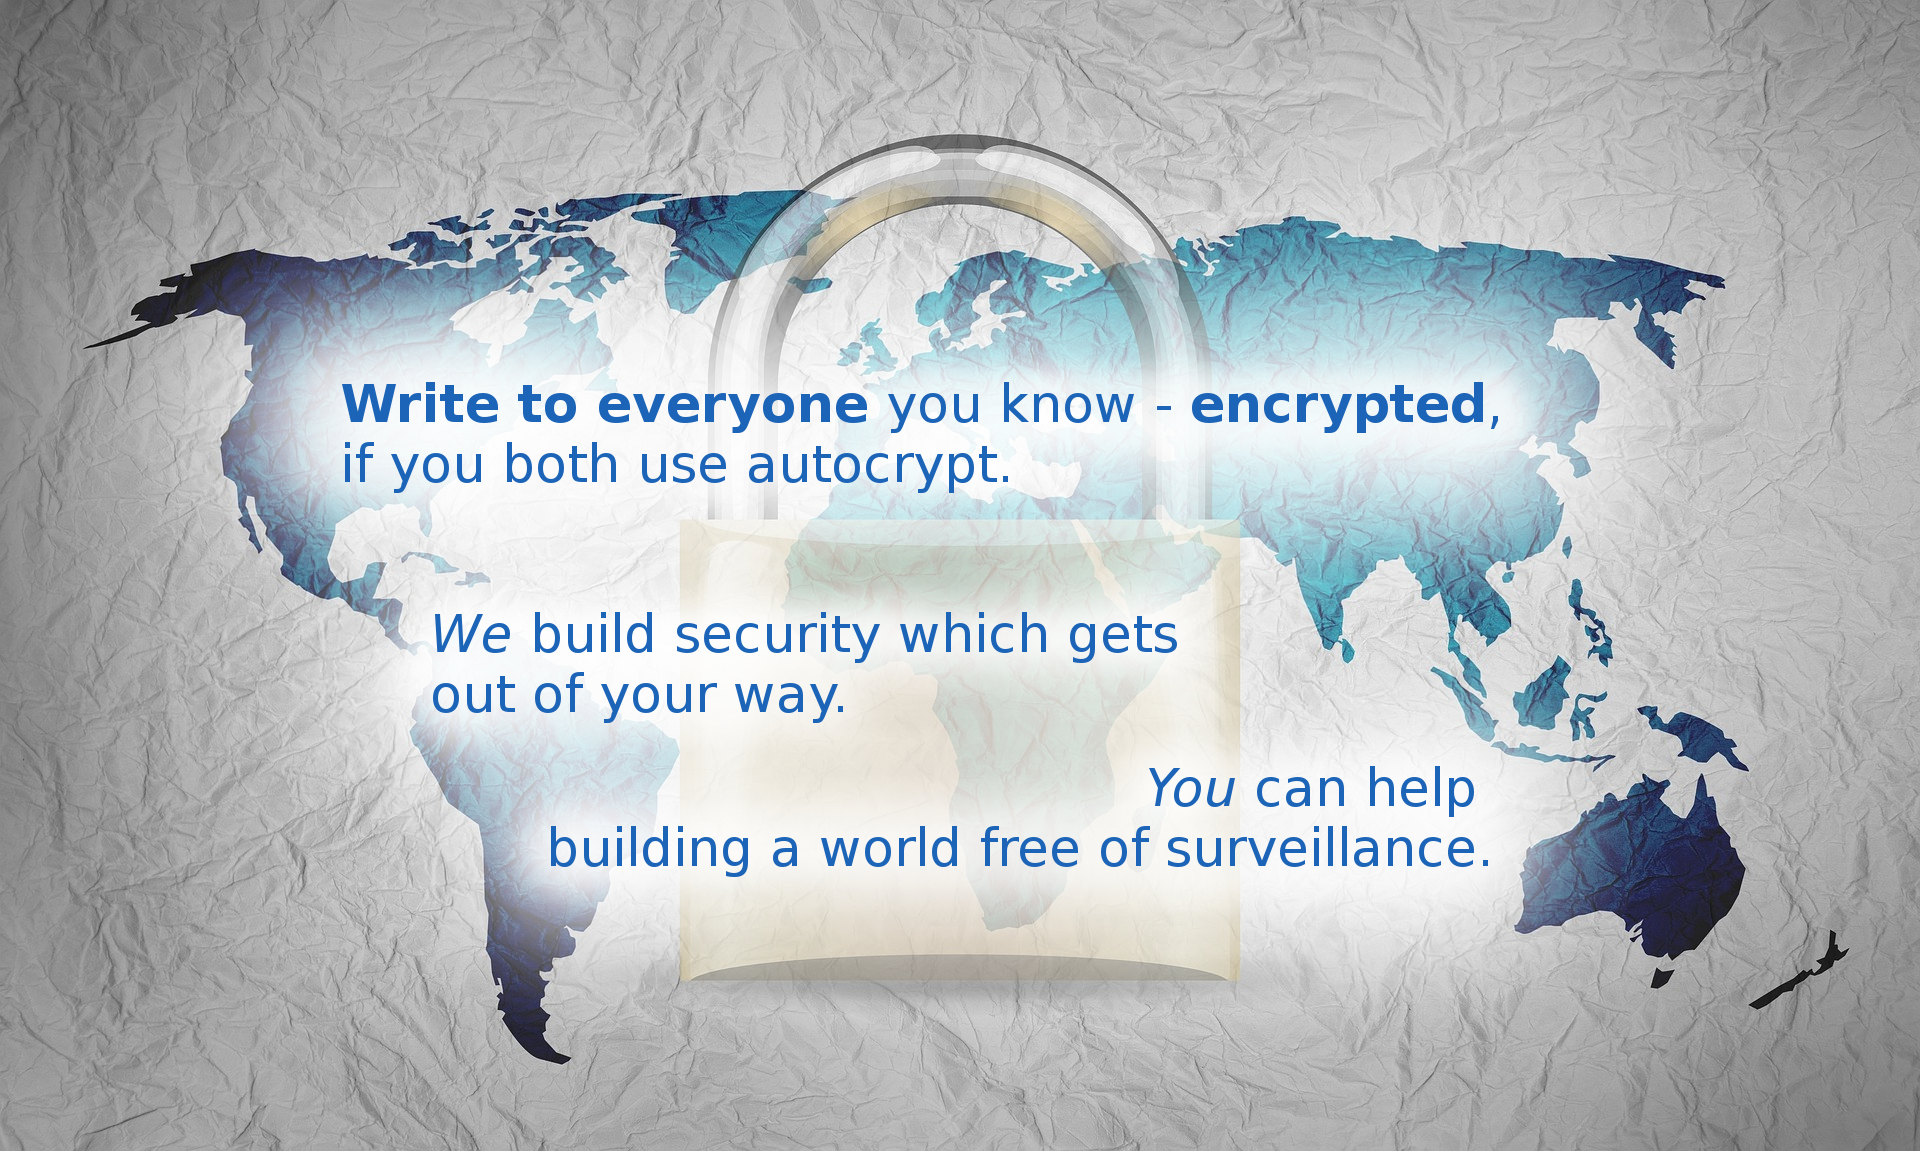 Write to everyone you know - encrypted,
if you both use autocrypt.
We build security which gets
out of your way.
You can help
building a world free of surveillance.